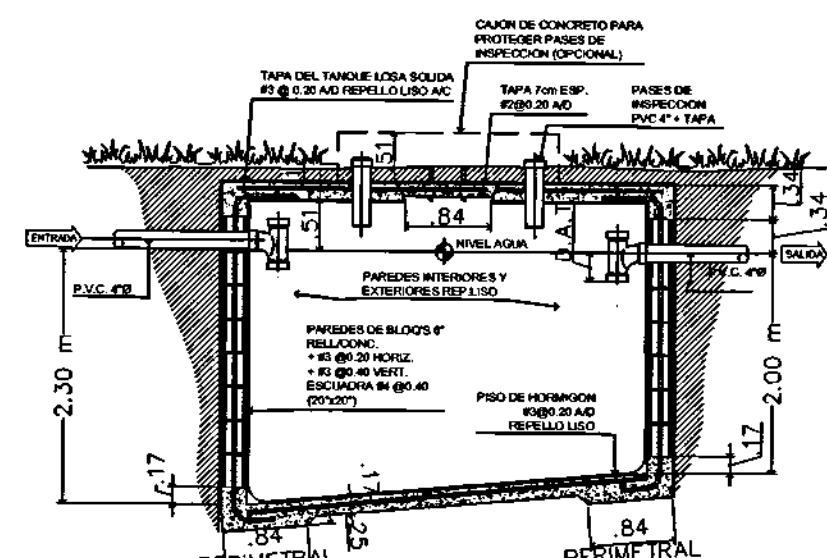 CAJON DE CONCRETO PARA
PROTEGER PASES DE
INSPECCION (OPCIONAL)
TAPA DEL TANQUE LOSA SOLIDA
#3 @ 0.20 A/D REPELLO LISO A/C
TAPA 7cm ESP.
#2@0.20 A/D
PASES DE
INSPECCION
PVC 4" + TAPA
.51
.34
.34
.51
.84
ENTRADA
NIVEL AGUA
SALIDA
P.V.C. 4"Ø
P.V.C. 4"Ø
PAREDES INTERIORES Y
EXTERIORES REP.LISO
PAREDES DE BLOQ'S 6"
RELL/CONC.
+ #3 @0.20 HORIZ.
+ #3 @0.40 VERT.
ESCUADRA #4 @0.40
(20"x20")
2.30 m
2.00 m
PISO DE HORMIGON
#3@0.20 A/D
REPELLO LISO
.17
.17
.17
.25
.84
.84
PERIMETRAL
PERIMETRAL